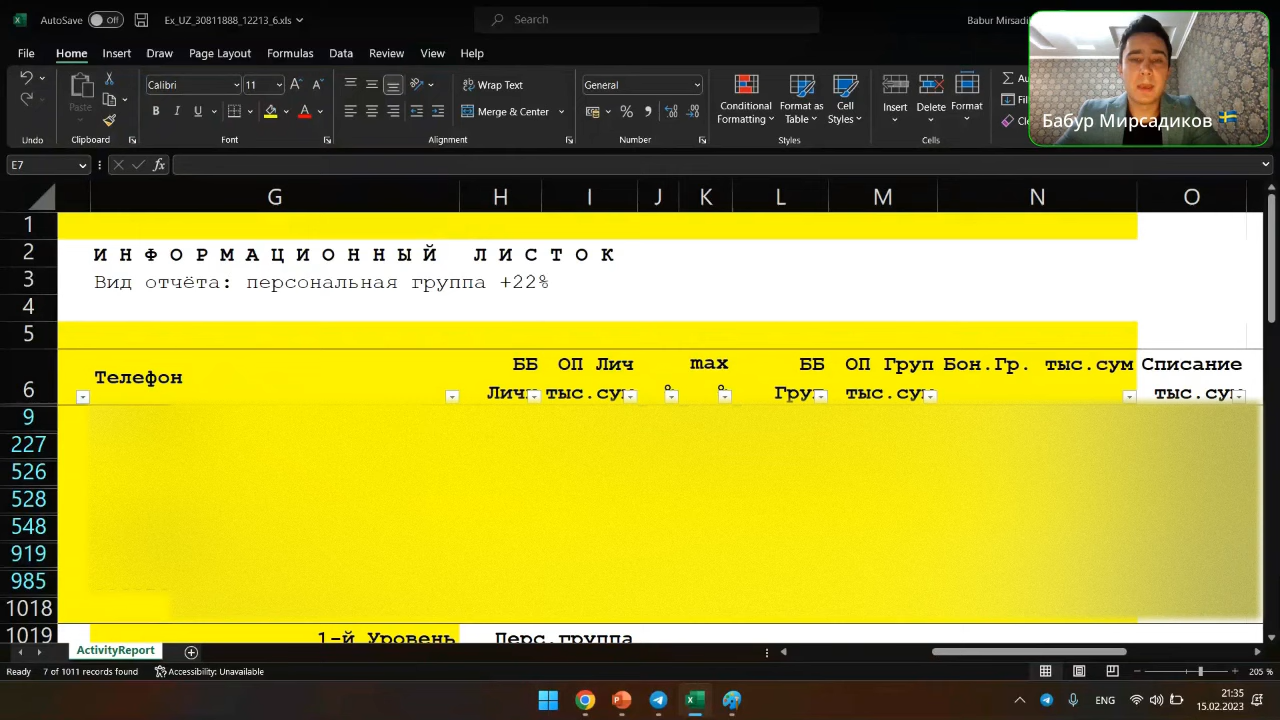 AutoSave Off Ex_UZ_30811888_12213_6.xls Search Babur Mirsadi
File Home Insert Draw Page Layout Formulas Data Review View Help
Calibri 11 Wrap Text General
Paste B I U Merge & Center Conditional Formatting Format as Table Cell Styles Insert Delete Format
Undo Clipboard Font Alignment Number Styles Cells
Бабур Мирсадиков
E7 fx
G H I J K L M N O
1
2 ИНФОРМАЦИОННЫЙ ЛИСТОК
3 Вид отчёта: персональная группа +22%
4
5
ББ ОП Лич max ББ ОП Груп Бон.Гр. тыс.сум Списание
Телефон
6 тыс.сум тыс.сум тыс.сум
9
227
526
528
548
919
985
1018
1019 1-й Уровень Перс.группа
ActivityReport
Ready 7 of 1011 records found Accessibility: Unavailable 205 %
ENG 21:35
15.02.2023